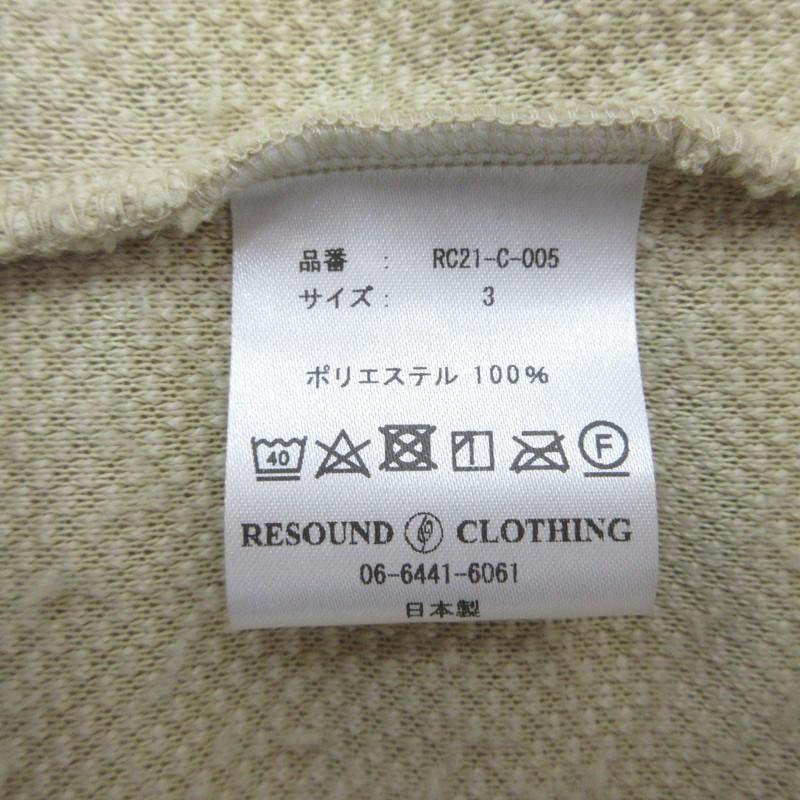 品番 : RC21-C-005
サイズ : 3
ポリエステル 100%
40 F
RESOUND CLOTHING
06-6441-6061
日本製